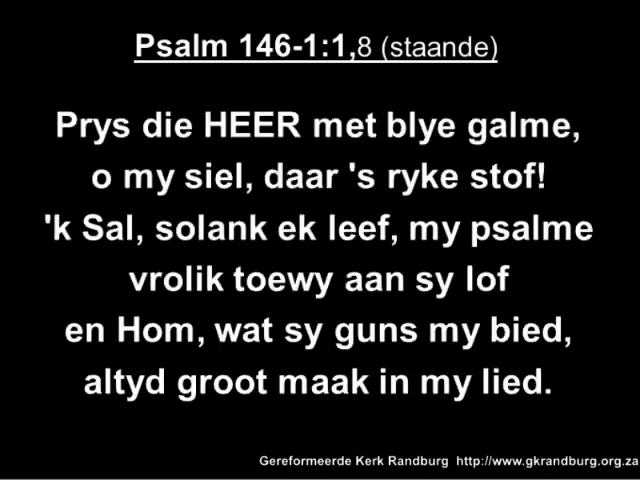 Psalm 146-1:1,8 (staande)
Prys die HEER met blye galme,
o my siel, daar 's ryke stof!
'k Sal, solank ek leef, my psalme
vrolik toewy aan sy lof
en Hom, wat sy guns my bied,
altyd groot maak in my lied.
Gereformeerde Kerk Randburg http://www.gkrandburg.org.za